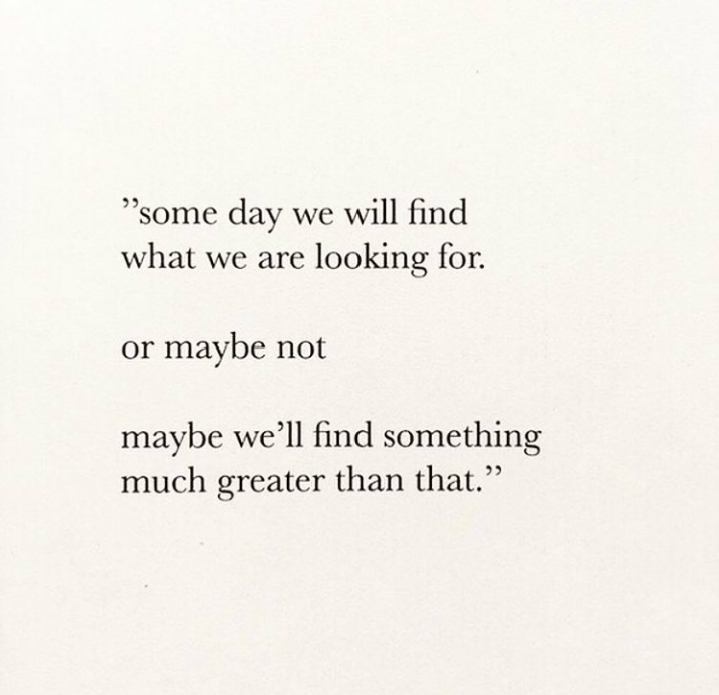 ”some day we will find
what we are looking for.
or maybe not
maybe we’ll find something
much greater than that.”